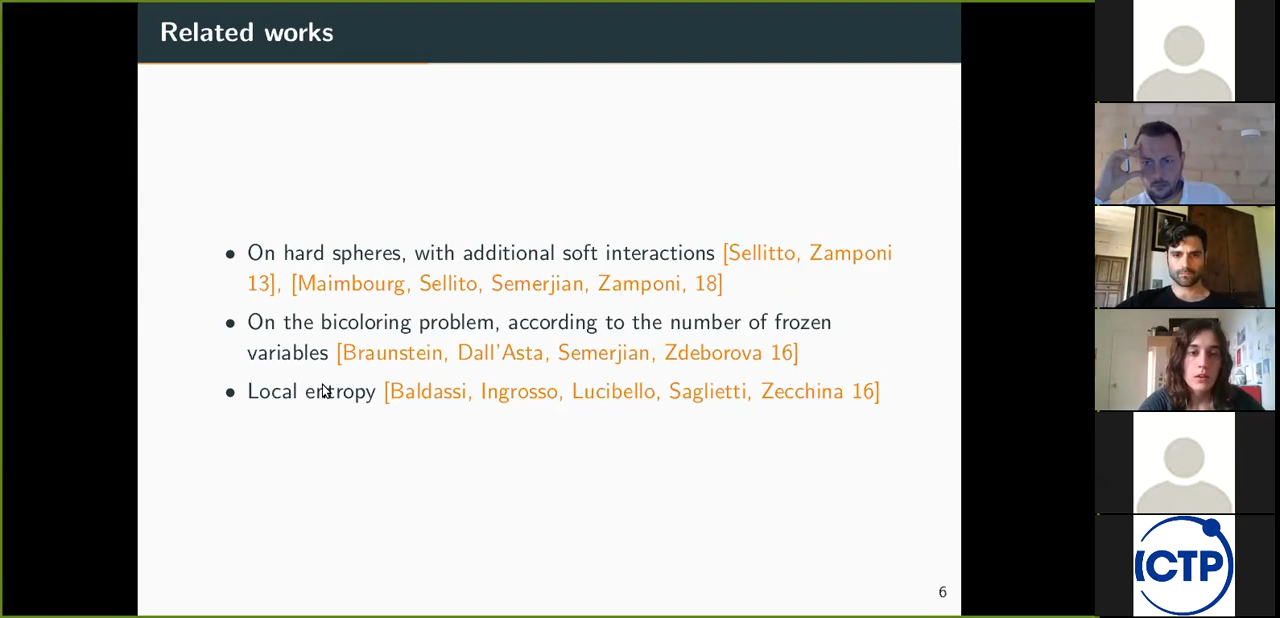 Related works
• On hard spheres, with additional soft interactions [Sellitto, Zamponi
13], [Maimbourg, Sellito, Semerjian, Zamponi, 18]
• On the bicoloring problem, according to the number of frozen
variables [Braunstein, Dall'Asta, Semerjian, Zdeborova 16]
• Local entropy [Baldassi, Ingrosso, Lucibello, Saglietti, Zecchina 16]
6
ICTP